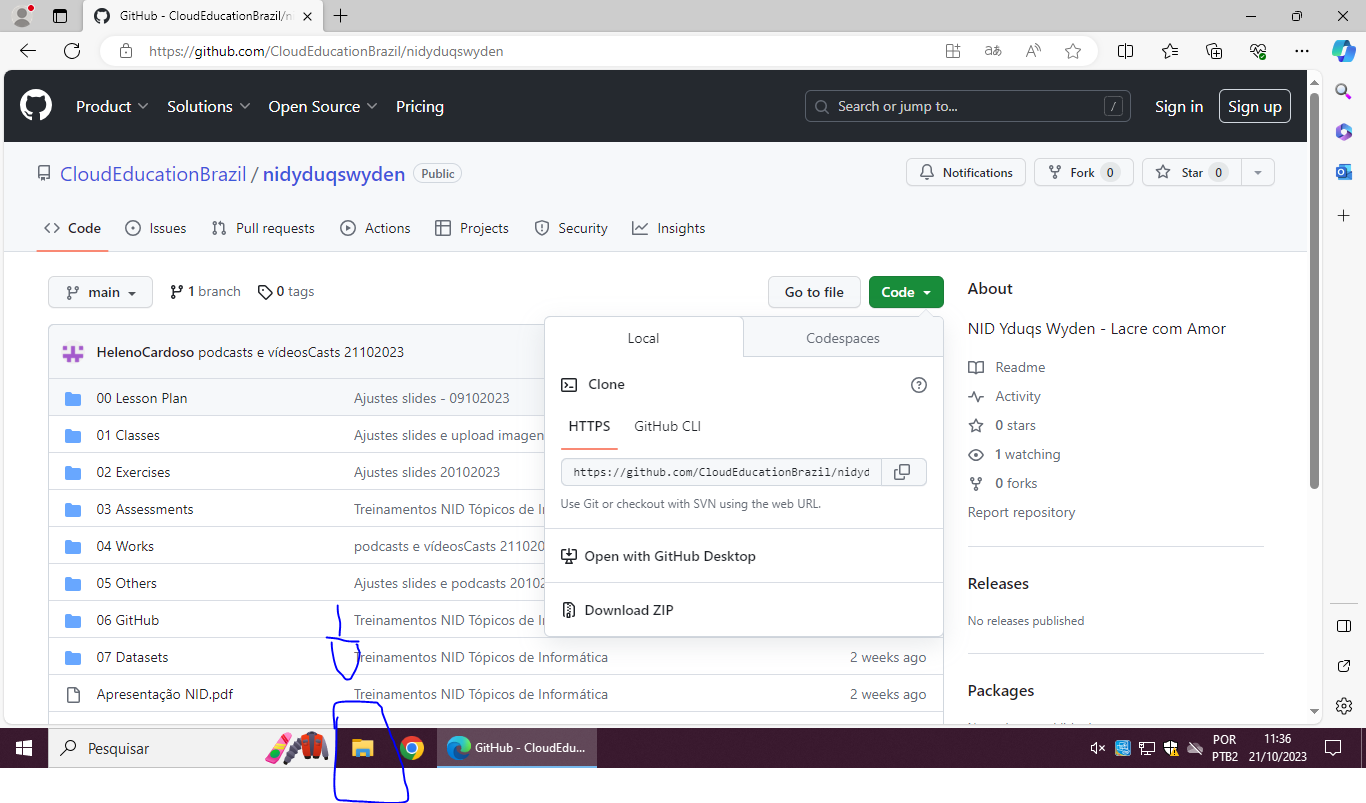 GitHub - CloudEducationBrazil/n
https://github.com/CloudEducationBrazil/nidyduqswyden
Product Solutions Open Source Pricing Search or jump to... / Sign in Sign up
CloudEducationBrazil / nidyduqswyden Public Notifications Fork 0 Star 0
Code Issues Pull requests Actions Projects Security Insights
main 1 branch 0 tags Go to file Code
HelenoCardoso podcasts e vídeosCasts 21102023
00 Lesson Plan Ajustes slides - 09102023
01 Classes Ajustes slides e upload imagen
02 Exercises Ajustes slides 20102023
03 Assessments Treinamentos NID Tópicos de I
04 Works podcasts e vídeosCasts 21102
05 Others Ajustes slides e podcasts 2010
06 GitHub Treinamentos NID Tópicos de I
07 Datasets Treinamentos NID Tópicos de Informática 2 weeks ago
Apresentação NID.pdf Treinamentos NID Tópicos de Informática 2 weeks ago
Local Codespaces
Clone
HTTPS GitHub CLI
https://github.com/CloudEducationBrazil/nidyd
Use Git or checkout with SVN using the web URL.
Open with GitHub Desktop
Download ZIP
About
NID Yduqs Wyden - Lacre com Amor
Readme
Activity
0 stars
1 watching
0 forks
Report repository
Releases
No releases published
Packages
Pesquisar GitHub - CloudEdu... POR 11:36
PTB2 21/10/2023